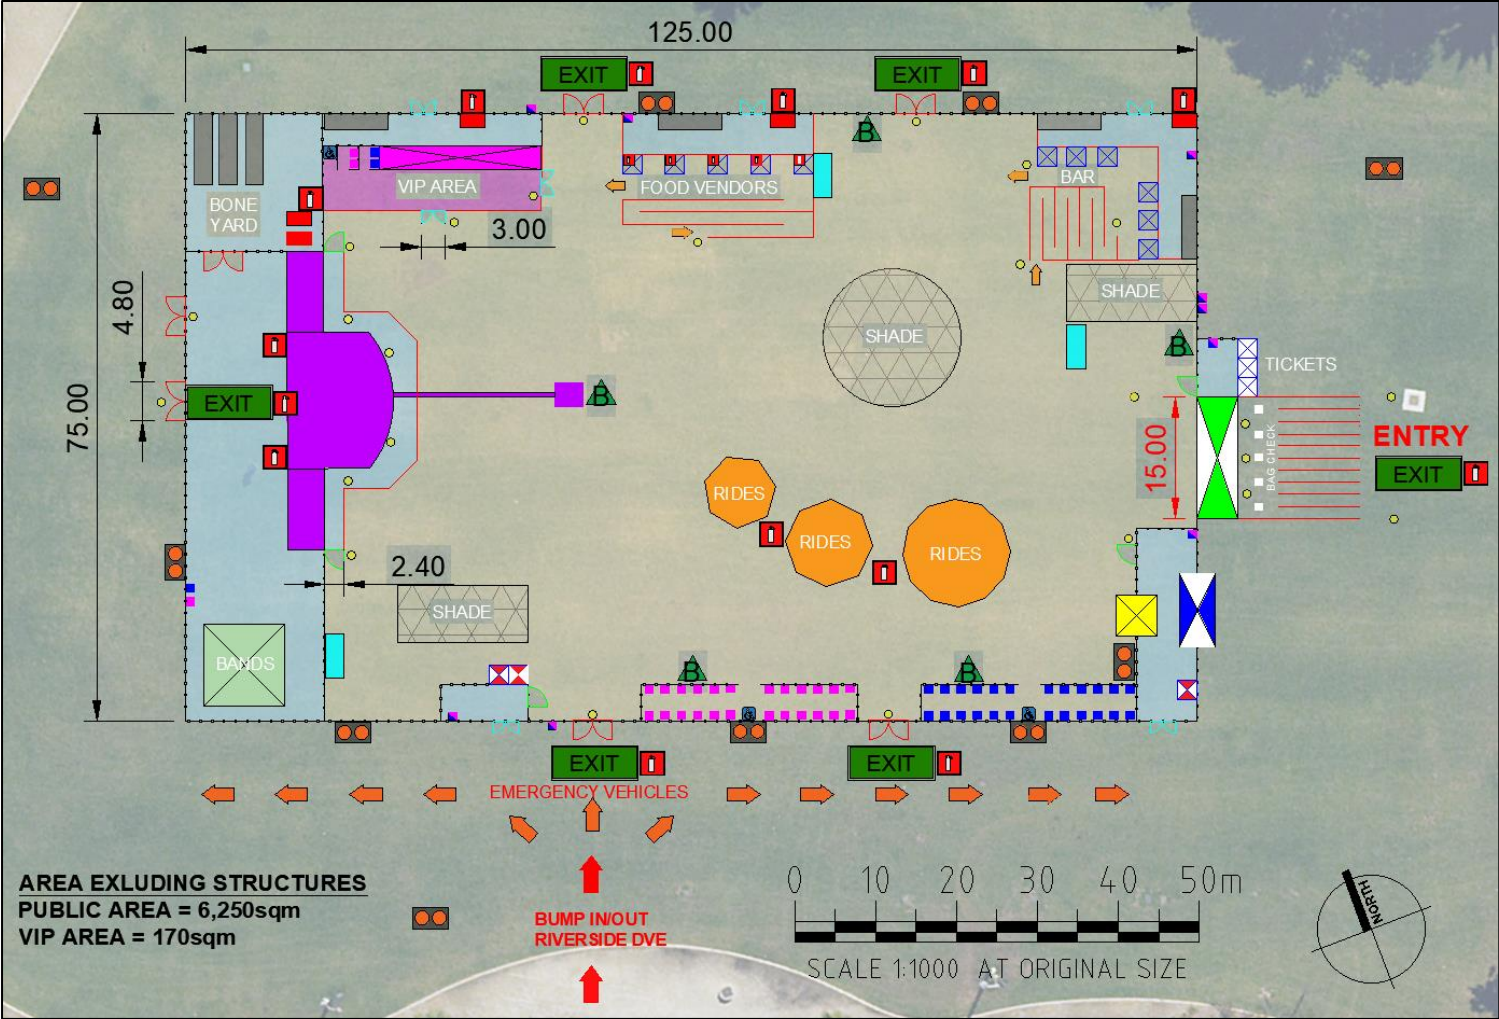 125.00
EXIT
EXIT
B
VIP AREA
FOOD VENDORS
BAR
BONE
YARD
3.00
SHADE
4.80
SHADE
B
TICKETS
EXIT
B
75.00
15.00
BAG CHECK
ENTRY
EXIT
RIDES
RIDES
RIDES
2.40
SHADE
BANDS
B
B
EXIT
EXIT
EMERGENCY VEHICLES
AREA EXLUDING STRUCTURES
PUBLIC AREA = 6,250sqm
VIP AREA = 170sqm
BUMP IN/OUT
RIVERSIDE DVE
0 10 20 30 40 50m
SCALE 1:1000 AT ORIGINAL SIZE
NORTH